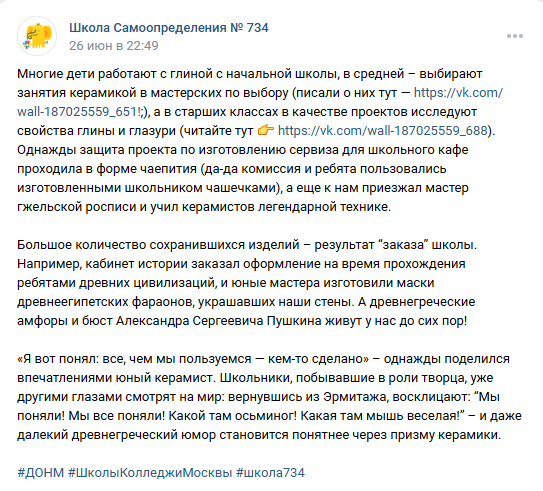 Школа Самоопределения № 734
26 июн в 22:49
Многие дети работают с глиной с начальной школы, в средней – выбирают
занятия керамикой в мастерских по выбору (писали о них тут — https://vk.com/
wall-187025559_651!;), а в старших классах в качестве проектов исследуют
свойства глины и глазури (читайте тут 👉 https://vk.com/wall-187025559_688).
Однажды защита проекта по изготовлению сервиза для школьного кафе
проходила в форме чаепития (да-да комиссия и ребята пользовались
изготовленными школьником чашечками), а еще к нам приезжал мастер
гжельской росписи и учил керамистов легендарной технике.
Большое количество сохранившихся изделий – результат “заказа” школы.
Например, кабинет истории заказал оформление на время прохождения
ребятами древних цивилизаций, и юные мастера изготовили маски
древнеегипетских фараонов, украшавших наши стены. А древнегреческие
амфоры и бюст Александра Сергеевича Пушкина живут у нас до сих пор!
«Я вот понял: все, чем мы пользуемся — кем-то сделано» – однажды поделился
впечатлениями юный керамист. Школьники, побывавшие в роли творца, уже
другими глазами смотрят на мир: вернувшись из Эрмитажа, восклицают: “Мы
поняли! Мы все поняли! Какой там осьминог! Какая там мышь веселая!” – и даже
далекий древнегреческий юмор становится понятнее через призму керамики.
#ДОНМ #ШколыКолледжиМосквы #школа734